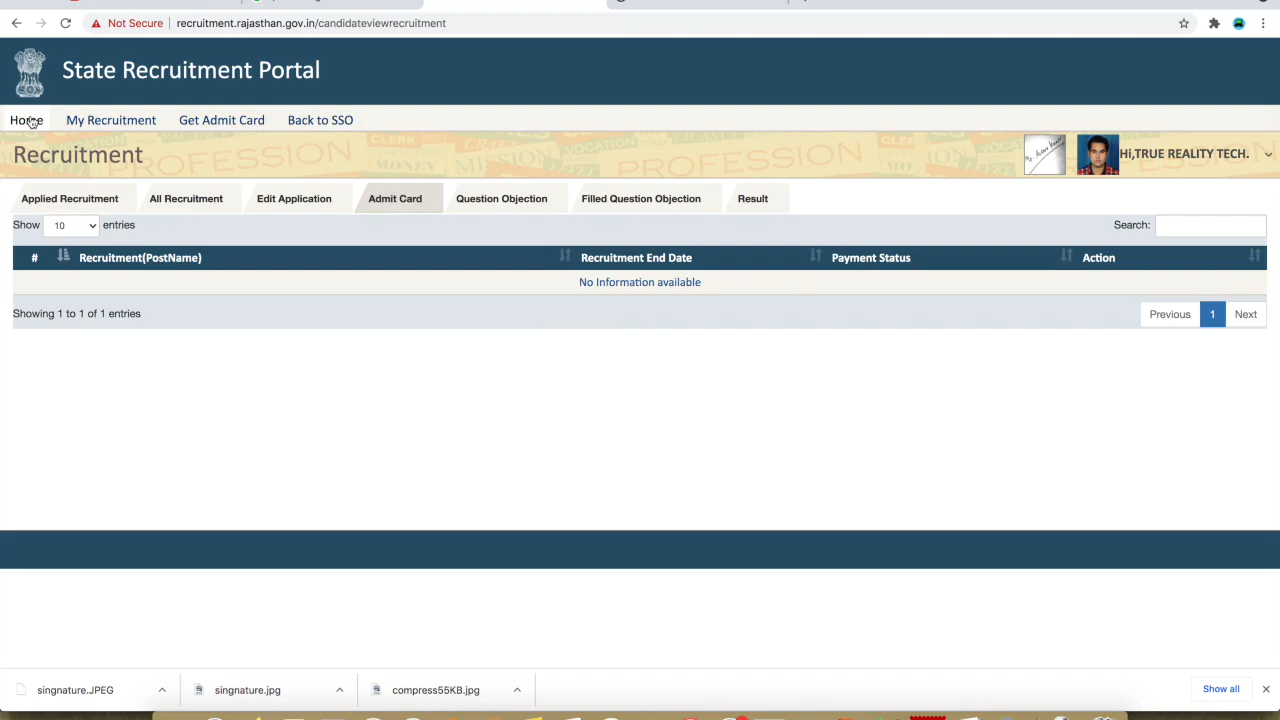 Not Secure recruitment.rajasthan.gov.in/candidateviewrecruitment
State Recruitment Portal
Home My Recruitment Get Admit Card Back to SSO
Recruitment
Hi,TRUE REALITY TECH.
Applied Recruitment All Recruitment Edit Application Admit Card Question Objection Filled Question Objection Result
Show 10 entries Search:
# Recruitment(PostName) Recruitment End Date Payment Status Action
No Information available
Showing 1 to 1 of 1 entries Previous 1 Next
singnature.JPEG singnature.jpg compress55KB.jpg Show all